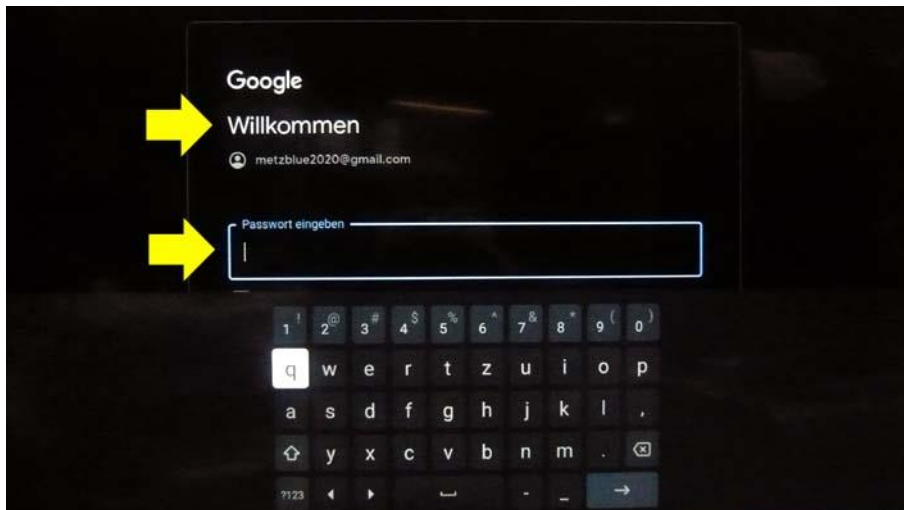 Google
Willkommen
metzblue2020@gmail.com
Passwort eingeben
1 ! 2 @ 3 # 4 $ 5 % 6 ^ 7 & 8 * 9 ( 0 )
q w e r t z u i o p
a s d f g h j k l ,
y x c v b n m .
?123 - _